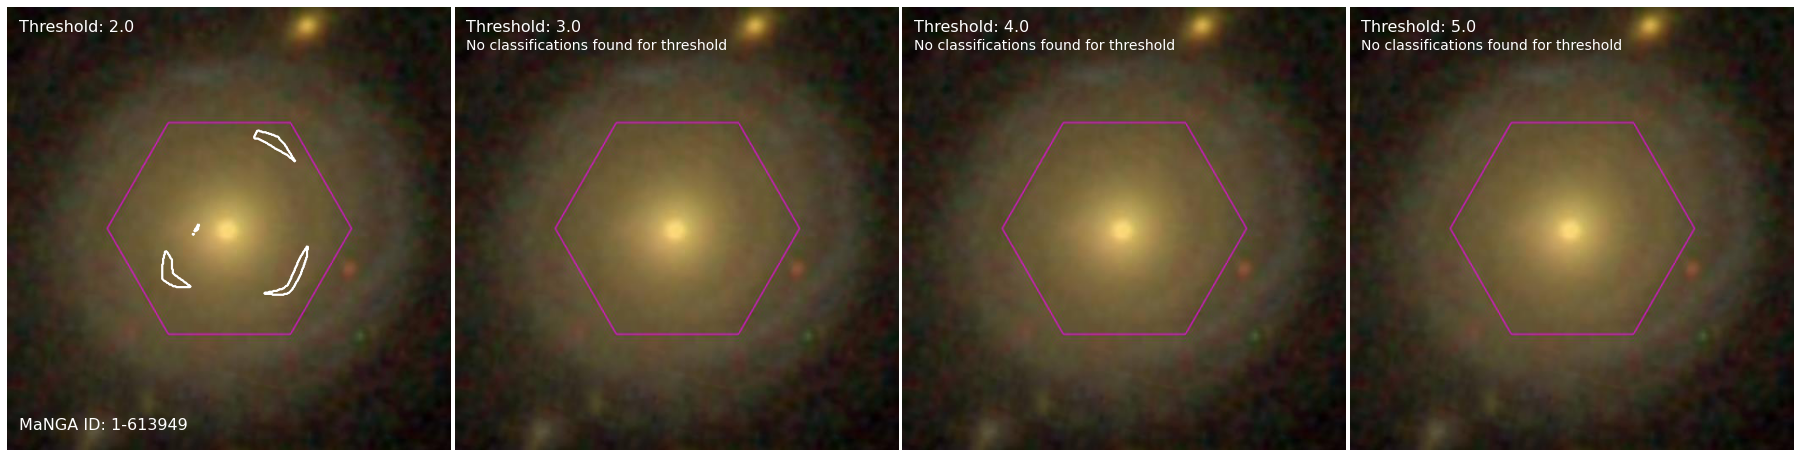 Threshold: 2.0
MaNGA ID: 1-613949
Threshold: 3.0
No classifications found for threshold
Threshold: 4.0
No classifications found for threshold
Threshold: 5.0
No classifications found for threshold